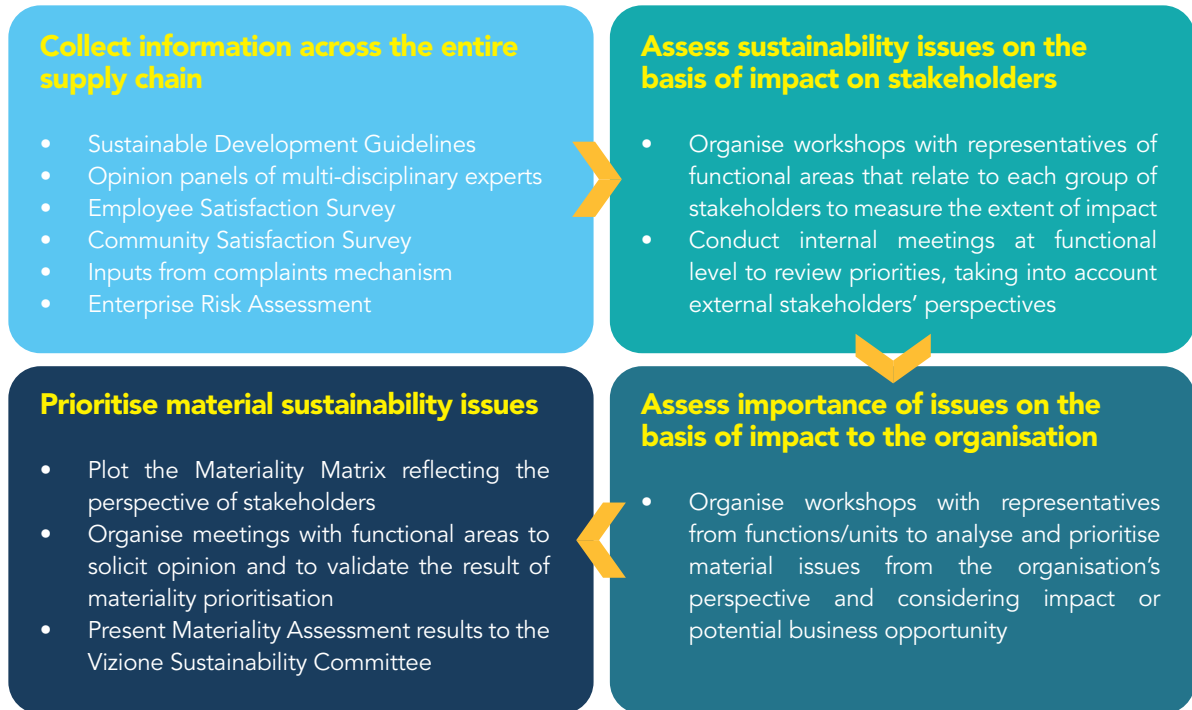 Collect information across the entire
supply chain
• Sustainable Development Guidelines
• Opinion panels of multi-disciplinary experts
• Employee Satisfaction Survey
• Community Satisfaction Survey
• Inputs from complaints mechanism
• Enterprise Risk Assessment
Assess sustainability issues on the
basis of impact on stakeholders
• Organise workshops with representatives of
functional areas that relate to each group of
stakeholders to measure the extent of impact
• Conduct internal meetings at functional
level to review priorities, taking into account
external stakeholders’ perspectives
Assess importance of issues on the
basis of impact to the organisation
• Organise workshops with representatives
from functions/units to analyse and prioritise
material issues from the organisation’s
perspective and considering impact or
potential business opportunity
Prioritise material sustainability issues
• Plot the Materiality Matrix reflecting the
perspective of stakeholders
• Organise meetings with functional areas to
solicit opinion and to validate the result of
materiality prioritisation
• Present Materiality Assessment results to the
Vizione Sustainability Committee